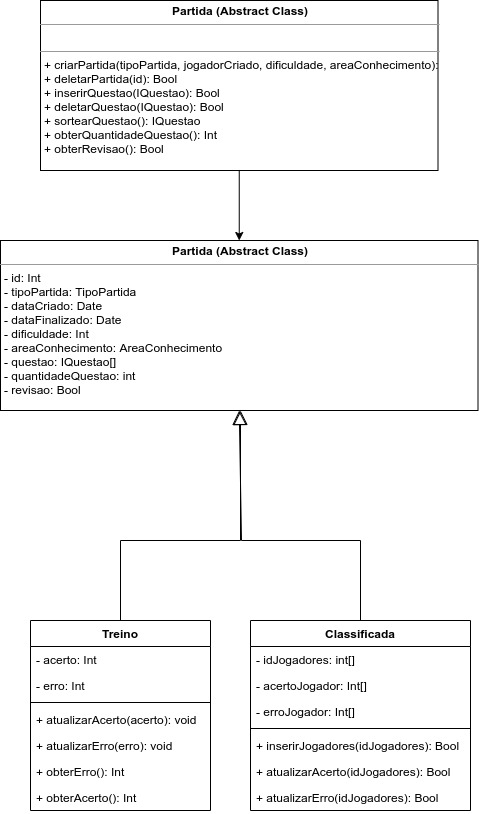 Partida (Abstract Class)
+ criarPartida(tipoPartida, jogadorCriado, dificuldade, areaConhecimento):
+ deletarPartida(id): Bool
+ inserirQuestao(IQuestao): Bool
+ deletarQuestao(IQuestao): Bool
+ sortearQuestao(): IQuestao
+ obterQuantidadeQuestao(): Int
+ obterRevisao(): Bool
Partida (Abstract Class)
- id: Int
- tipoPartida: TipoPartida
- dataCriado: Date
- dataFinalizado: Date
- dificuldade: Int
- areaConhecimento: AreaConhecimento
- questao: IQuestao[]
- quantidadeQuestao: int
- revisao: Bool
Treino
- acerto: Int
- erro: Int
+ atualizarAcerto(acerto): void
+ atualizarErro(erro): void
+ obterErro(): Int
+ obterAcerto(): Int
Classificada
- idJogadores: int[]
- acertoJogador: Int[]
- erroJogador: Int[]
+ inserirJogadores(idJogadores): Bool
+ atualizarAcerto(idJogadores): Bool
+ atualizarErro(idJogadores): Bool